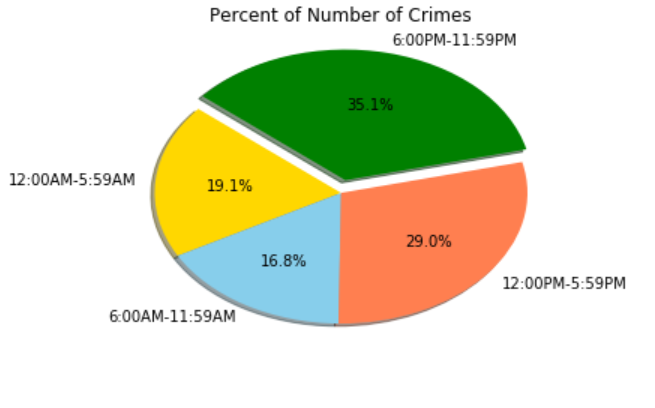 Percent of Number of Crimes
6:00PM-11:59PM
35.1%
12:00AM-5:59AM
19.1%
29.0%
16.8%
12:00PM-5:59PM
6:00AM-11:59AM